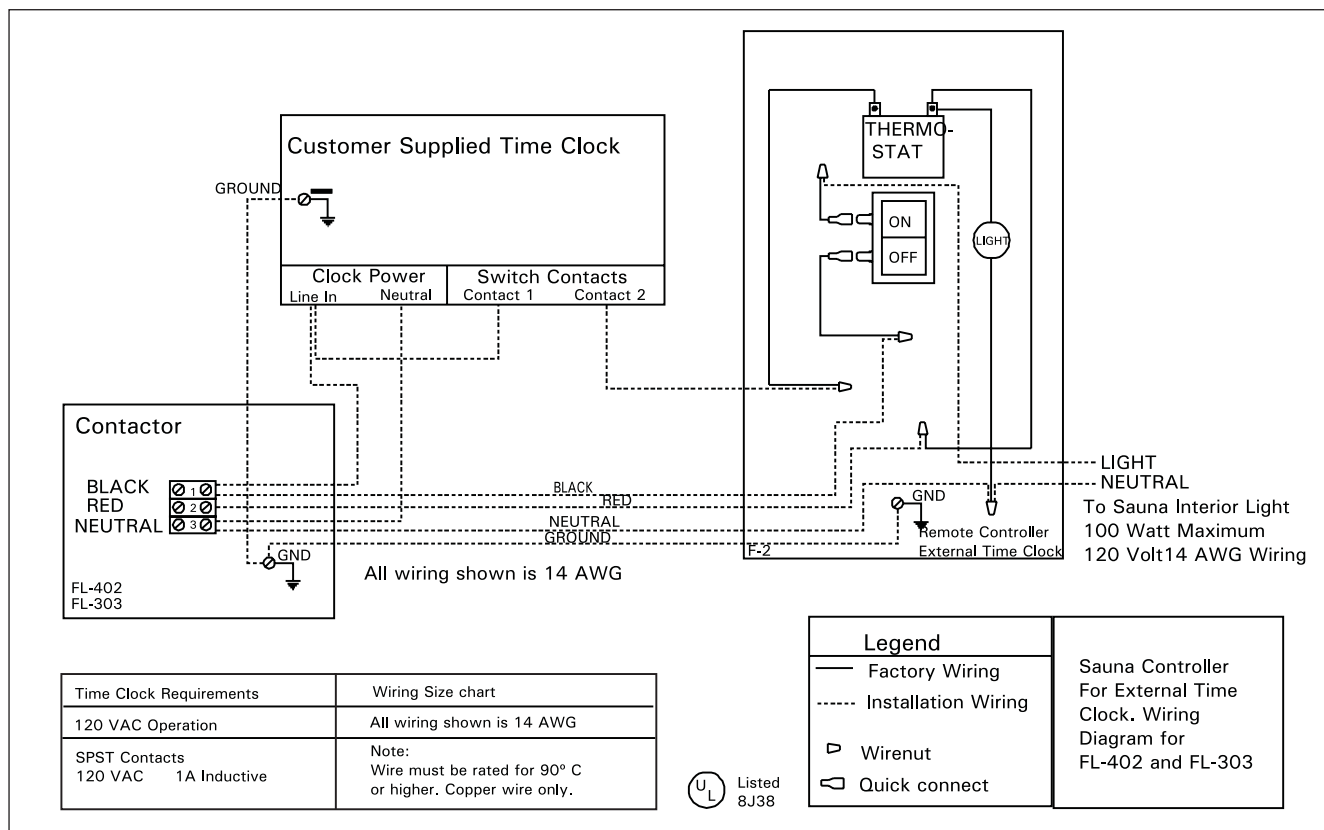 Customer Supplied Time Clock
GROUND
Clock Power
Switch Contacts
Line In
Neutral
Contact 1
Contact 2
THERMO-
STAT
ON
OFF
LIGHT
Contactor
BLACK
RED
NEUTRAL
1
2
3
GND
FL-402
FL-303
BLACK
RED
NEUTRAL
GROUND
All wiring shown is 14 AWG
GND
F-2
Remote Controller
External Time Clock
LIGHT
NEUTRAL
To Sauna Interior Light
100 Watt Maximum
120 Volt14 AWG Wiring
Time Clock Requirements
Wiring Size chart
120 VAC Operation
All wiring shown is 14 AWG
SPST Contacts
120 VAC 1A Inductive
Note:
Wire must be rated for 90° C
or higher. Copper wire only.
UL
Listed
8J38
Legend
Factory Wiring
Installation Wiring
Wirenut
Quick connect
Sauna Controller
For External Time
Clock. Wiring
Diagram for
FL-402 and FL-303